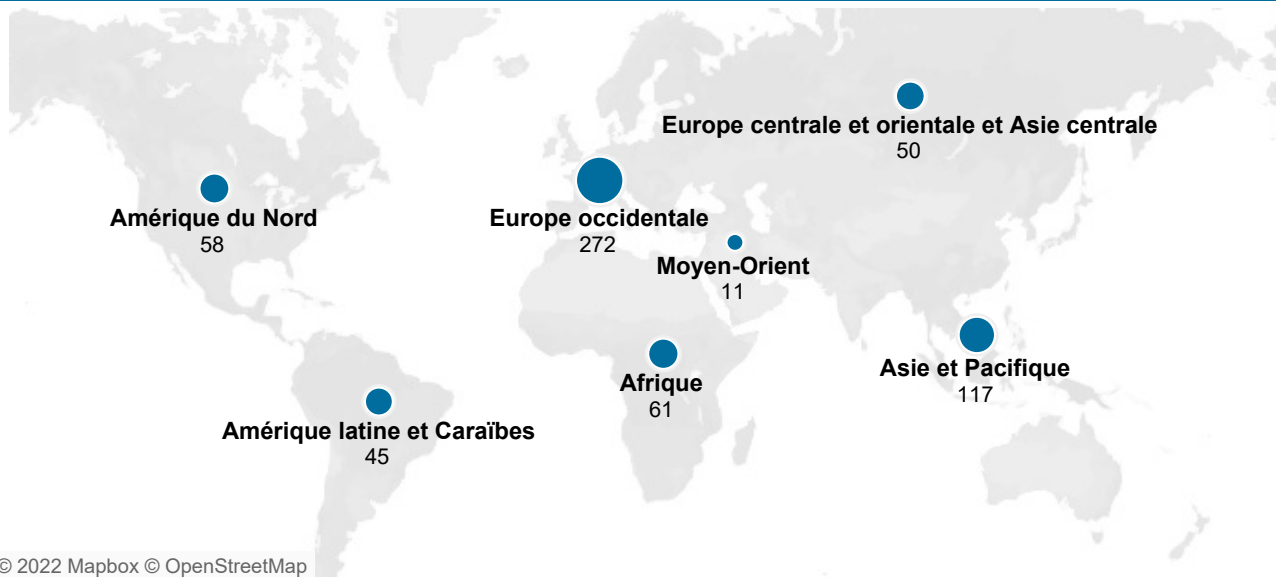 Europe centrale et orientale et Asie centrale
50
Amérique du Nord
58
Europe occidentale
272
Moyen-Orient
11
Asie et Pacifique
117
Afrique
61
Amérique latine et Caraïbes
45
© 2022 Mapbox © OpenStreetMap